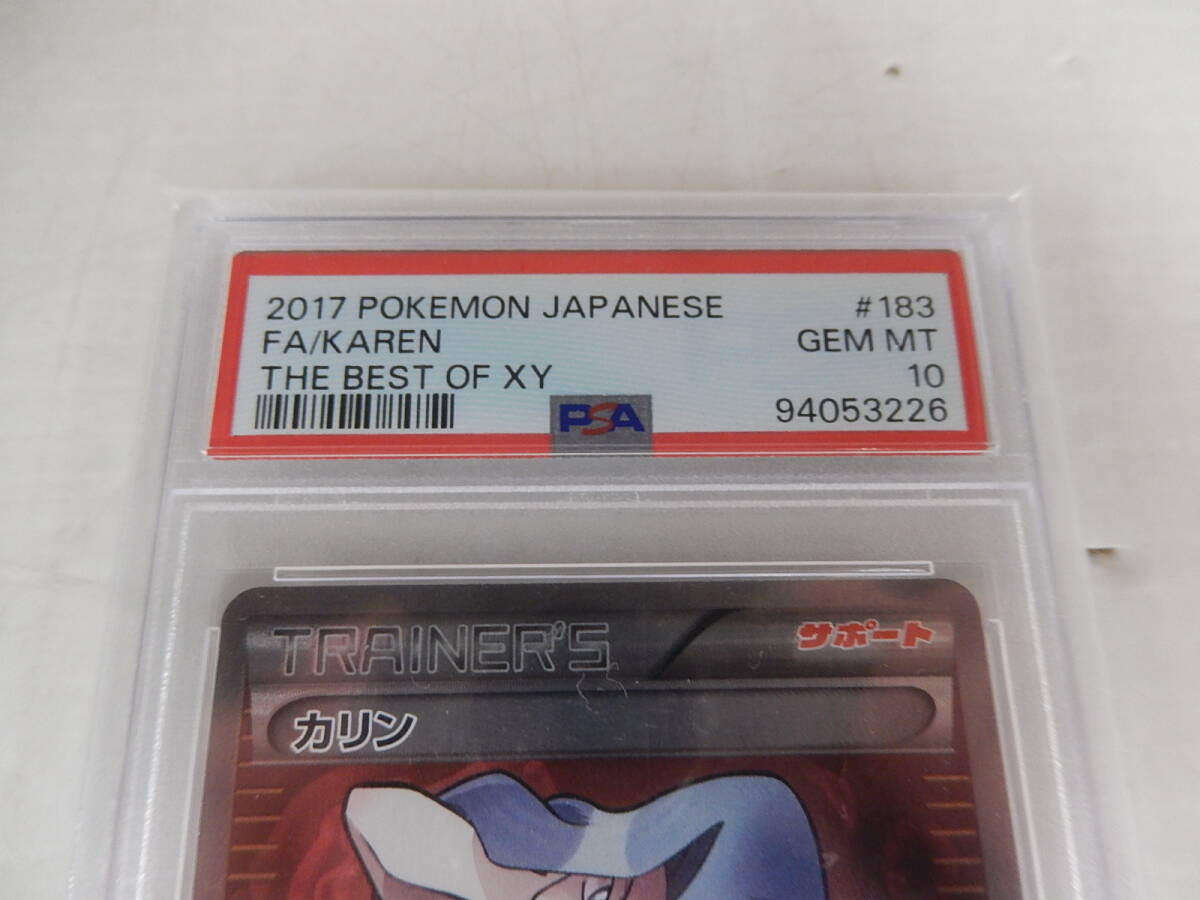 2017 POKEMON JAPANESE #183
FA/KAREN GEM MT
THE BEST OF XY 10
PSA 94053226
TRAINER'S サポート
カリン